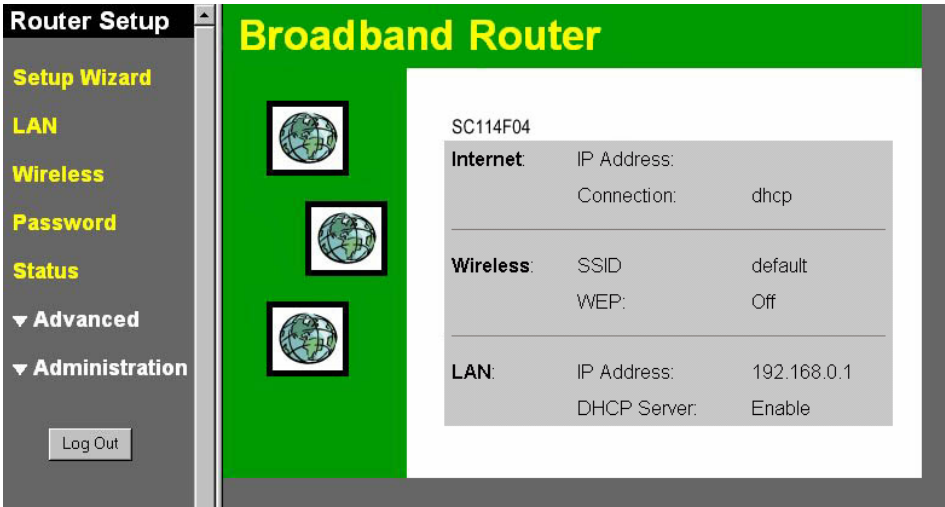 Router Setup
Setup Wizard
LAN
Wireless
Password
Status
Advanced
Administration
Log Out
Broadband Router
SC114F04
Internet: IP Address:
Connection: dhcp
Wireless: SSID default
WEP: Off
LAN: IP Address: 192.168.0.1
DHCP Server: Enable